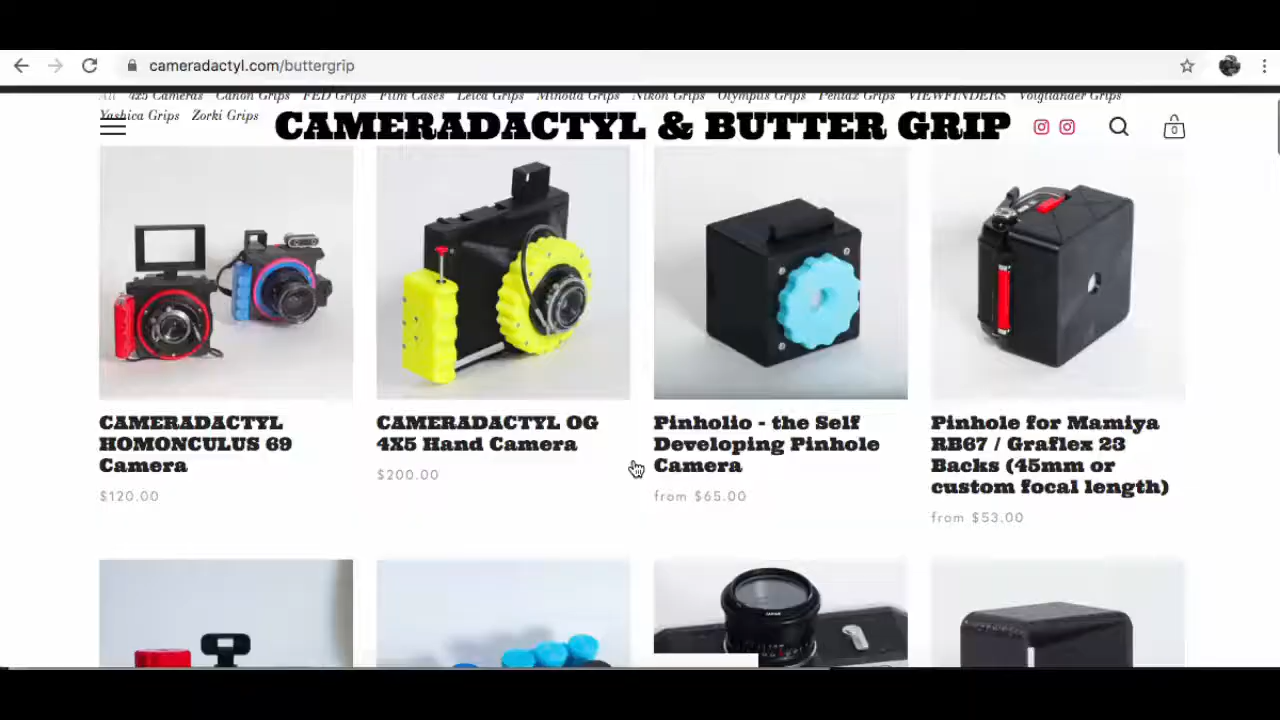 cameradactyl.com/buttergrip
All 4x5 Cameras Canon Grips FED Grips Film Cases Leica Grips Minolta Grips Nikon Grips Olympus Grips Pentax Grips VIEWFINDERS Voigtlander Grips
Yashica Grips Zorki Grips
CAMERADACTYL & BUTTER GRIP
0
CAMERADACTYL
HOMONCULUS 69
Camera
$120.00
CAMERADACTYL OG
4X5 Hand Camera
$200.00
Pinholio - the Self
Developing Pinhole
Camera
from $65.00
Pinhole for Mamiya
RB67 / Graflex 23
Backs (45mm or
custom focal length)
from $53.00